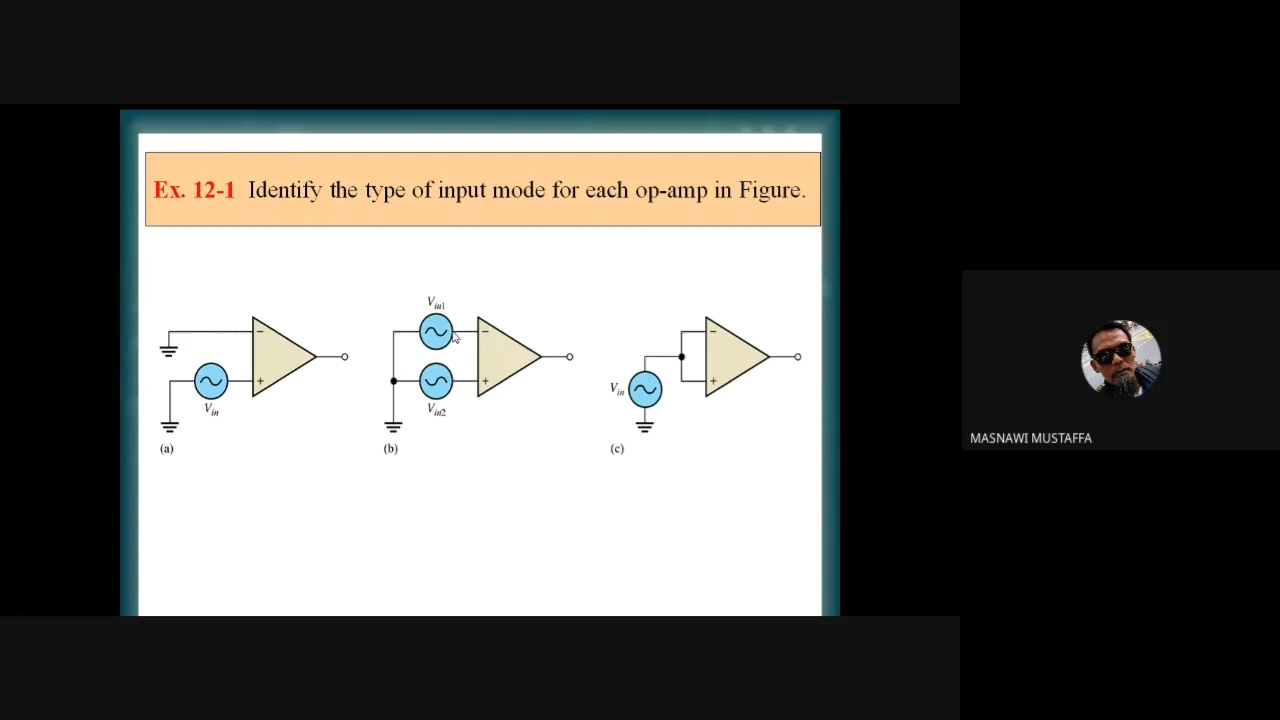 Ex. 12-1 Identify the type of input mode for each op-amp in Figure.
Vin1
− − −
+ + +
Vin Vin2 Vin
(a) (b) (c)
MASNAWI MUSTAFFA